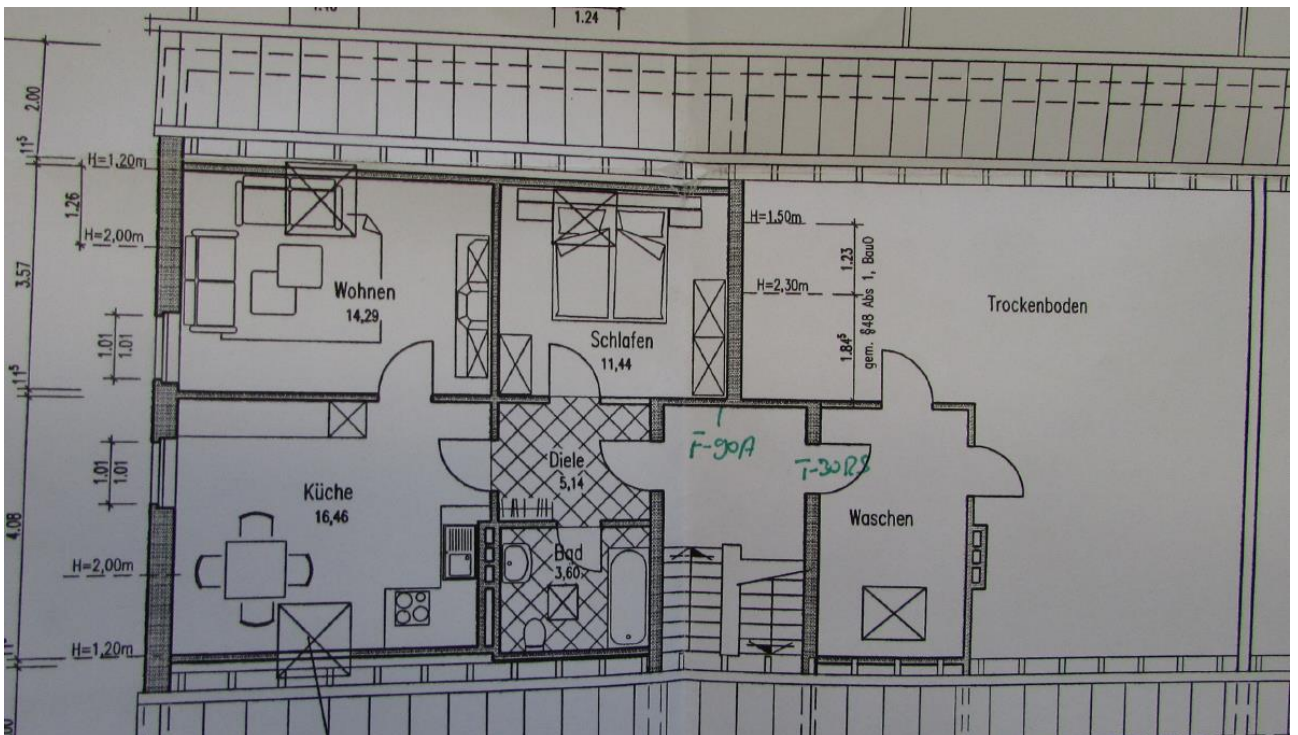 1.24
2.00
11⁵
H=1,20m
1.26
H=2,00m
3.57
Wohnen
14,29
1.01
1.01
11⁵
Schlafen
11,44
H=1,50m
1.23
H=2,30m
1.84⁵
gem. §48 Abs 1, BauO
Trockenboden
F-90A
T-30RS
Diele
5,14
1.01
1.01
Küche
16,46
4.08
Waschen
Bad
3,60
H=2,00m
H=1,20m